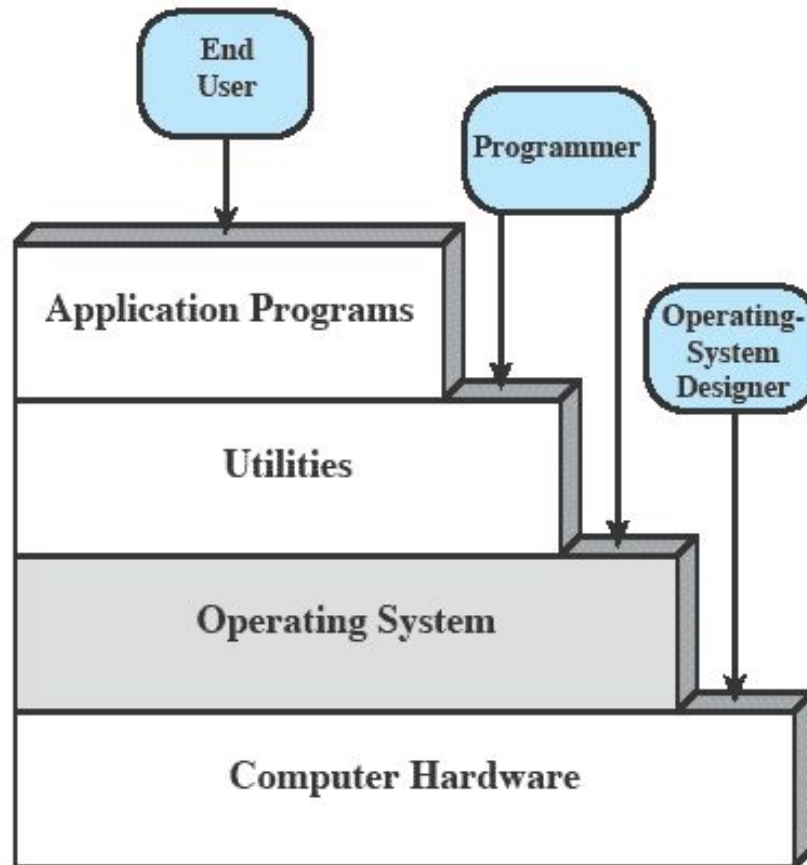 End
User
Programmer
Operating-
System
Designer
Application Programs
Utilities
Operating System
Computer Hardware